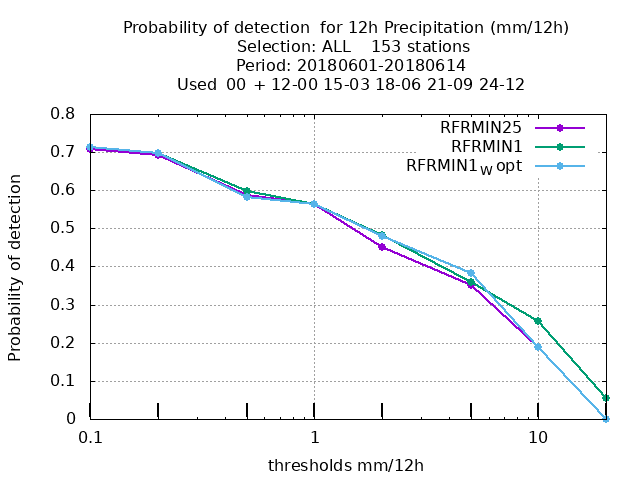 Probability of detection  for 12h Precipitation (mm/12h)
Selection: ALL    153 stations
Period: 20180601-20180614
Used  00 + 12-00 15-03 18-06 21-09 24-12
RFRMIN25
RFRMIN1
RFRMIN1w opt
Probability of detection
0.8
0.7
0.6
0.5
0.4
0.3
0.2
0.1
0
0.1 1 10
thresholds mm/12h